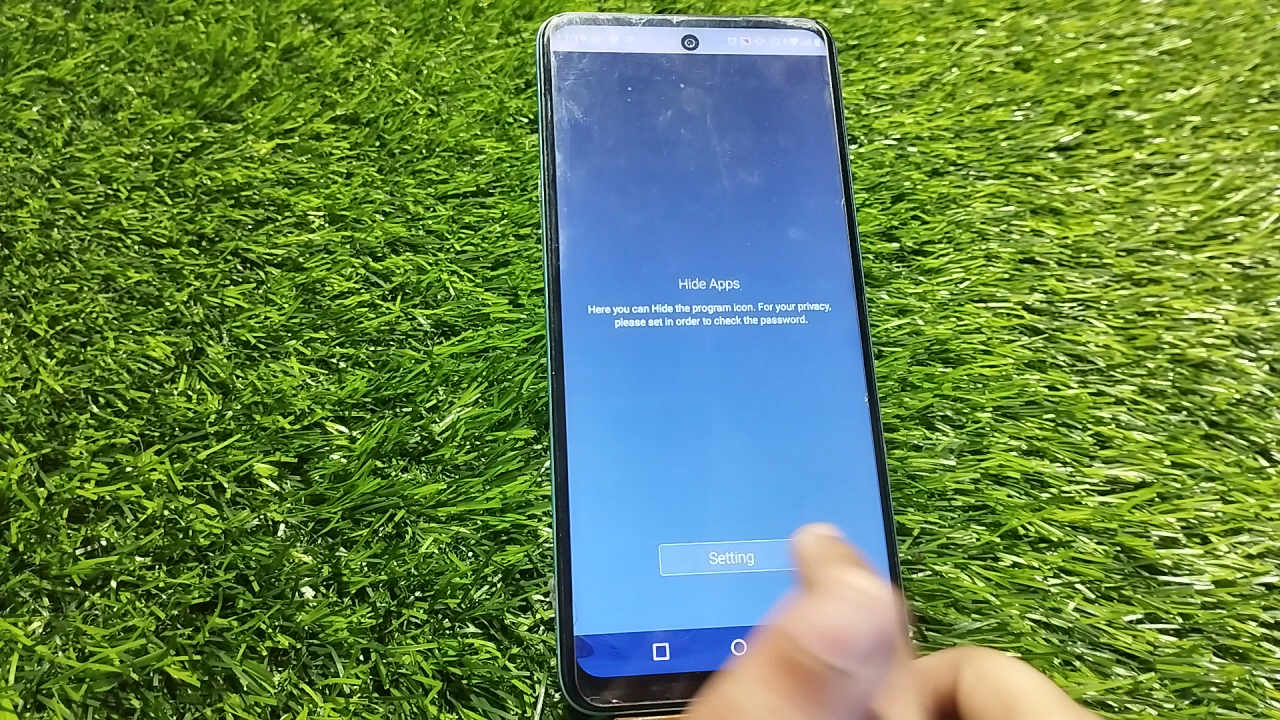 Hide Apps
Here you can Hide the program icon. For your privacy,
please set in order to check the password.
Setting